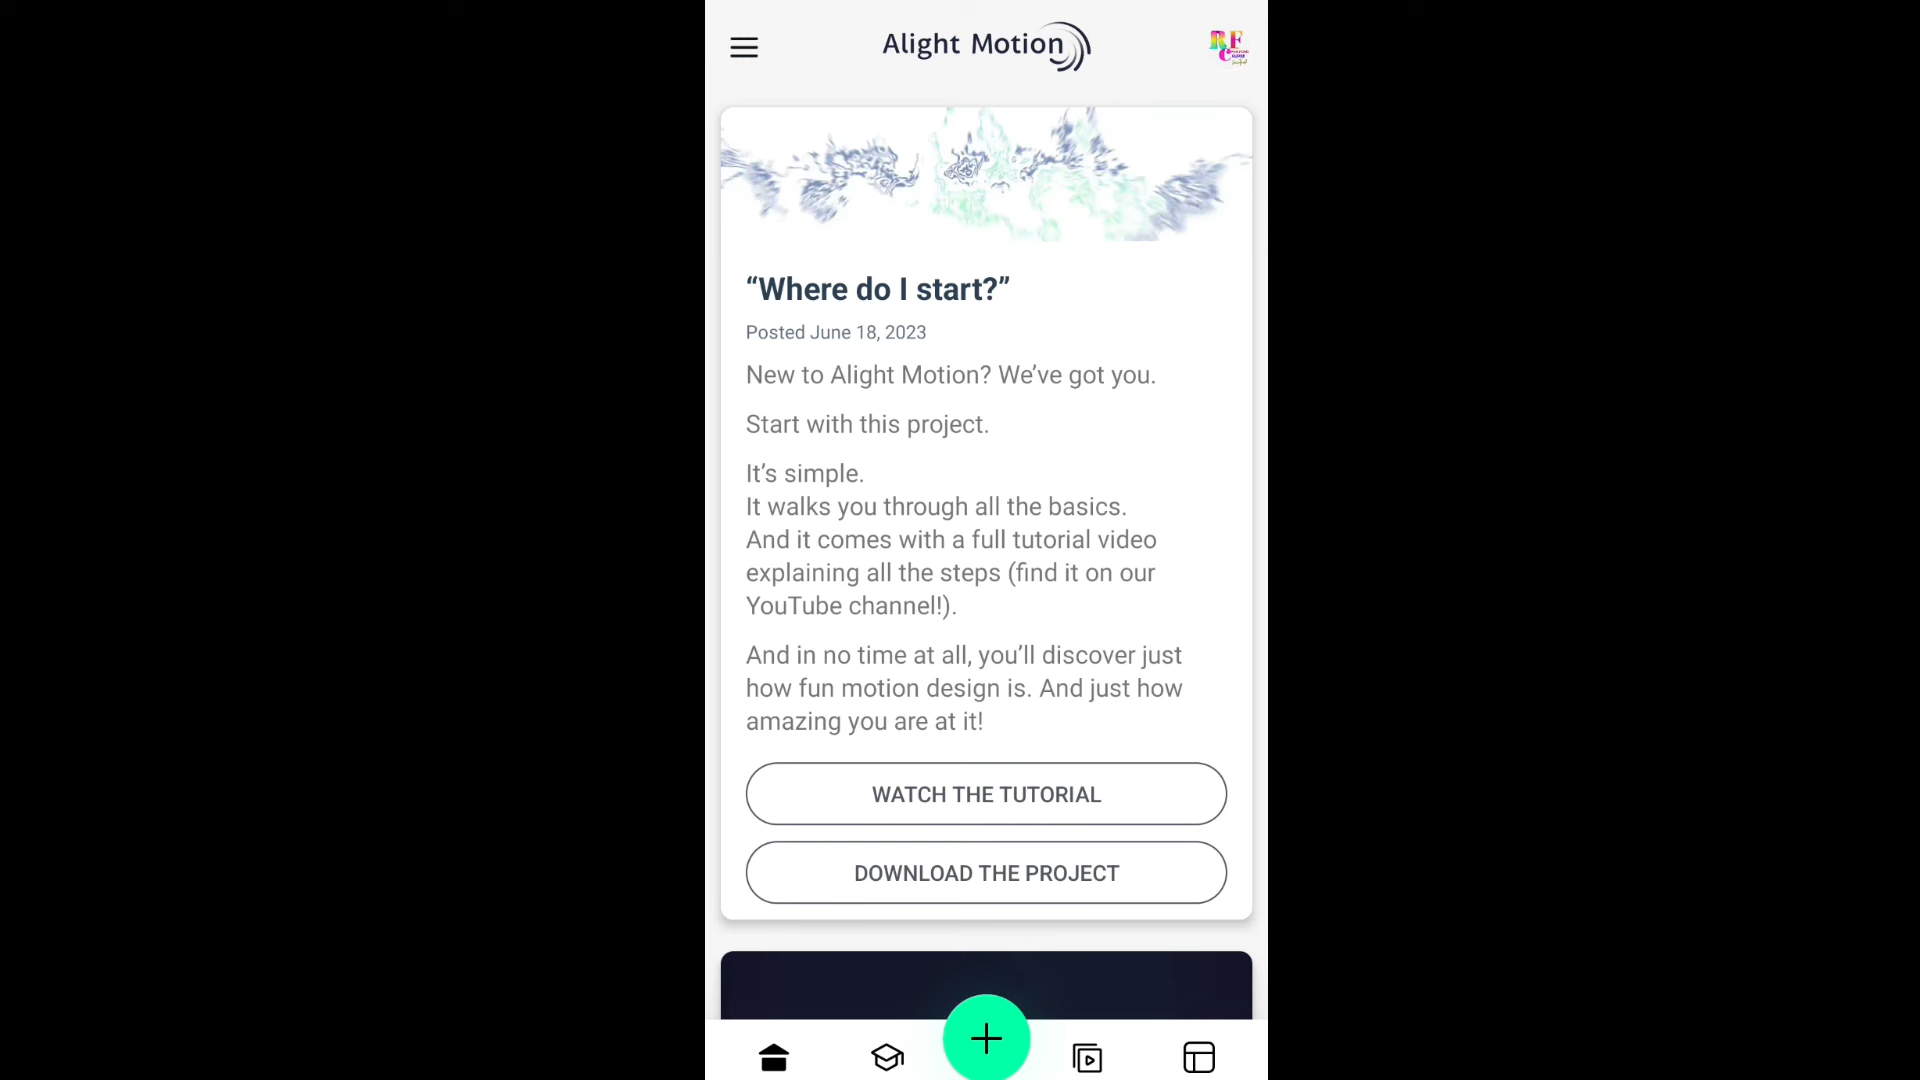 Alight Motion
“Where do I start?”
Posted June 18, 2023
New to Alight Motion? We’ve got you.
Start with this project.
It’s simple.
It walks you through all the basics.
And it comes with a full tutorial video
explaining all the steps (find it on our
YouTube channel!).
And in no time at all, you’ll discover just
how fun motion design is. And just how
amazing you are at it!
WATCH THE TUTORIAL
DOWNLOAD THE PROJECT